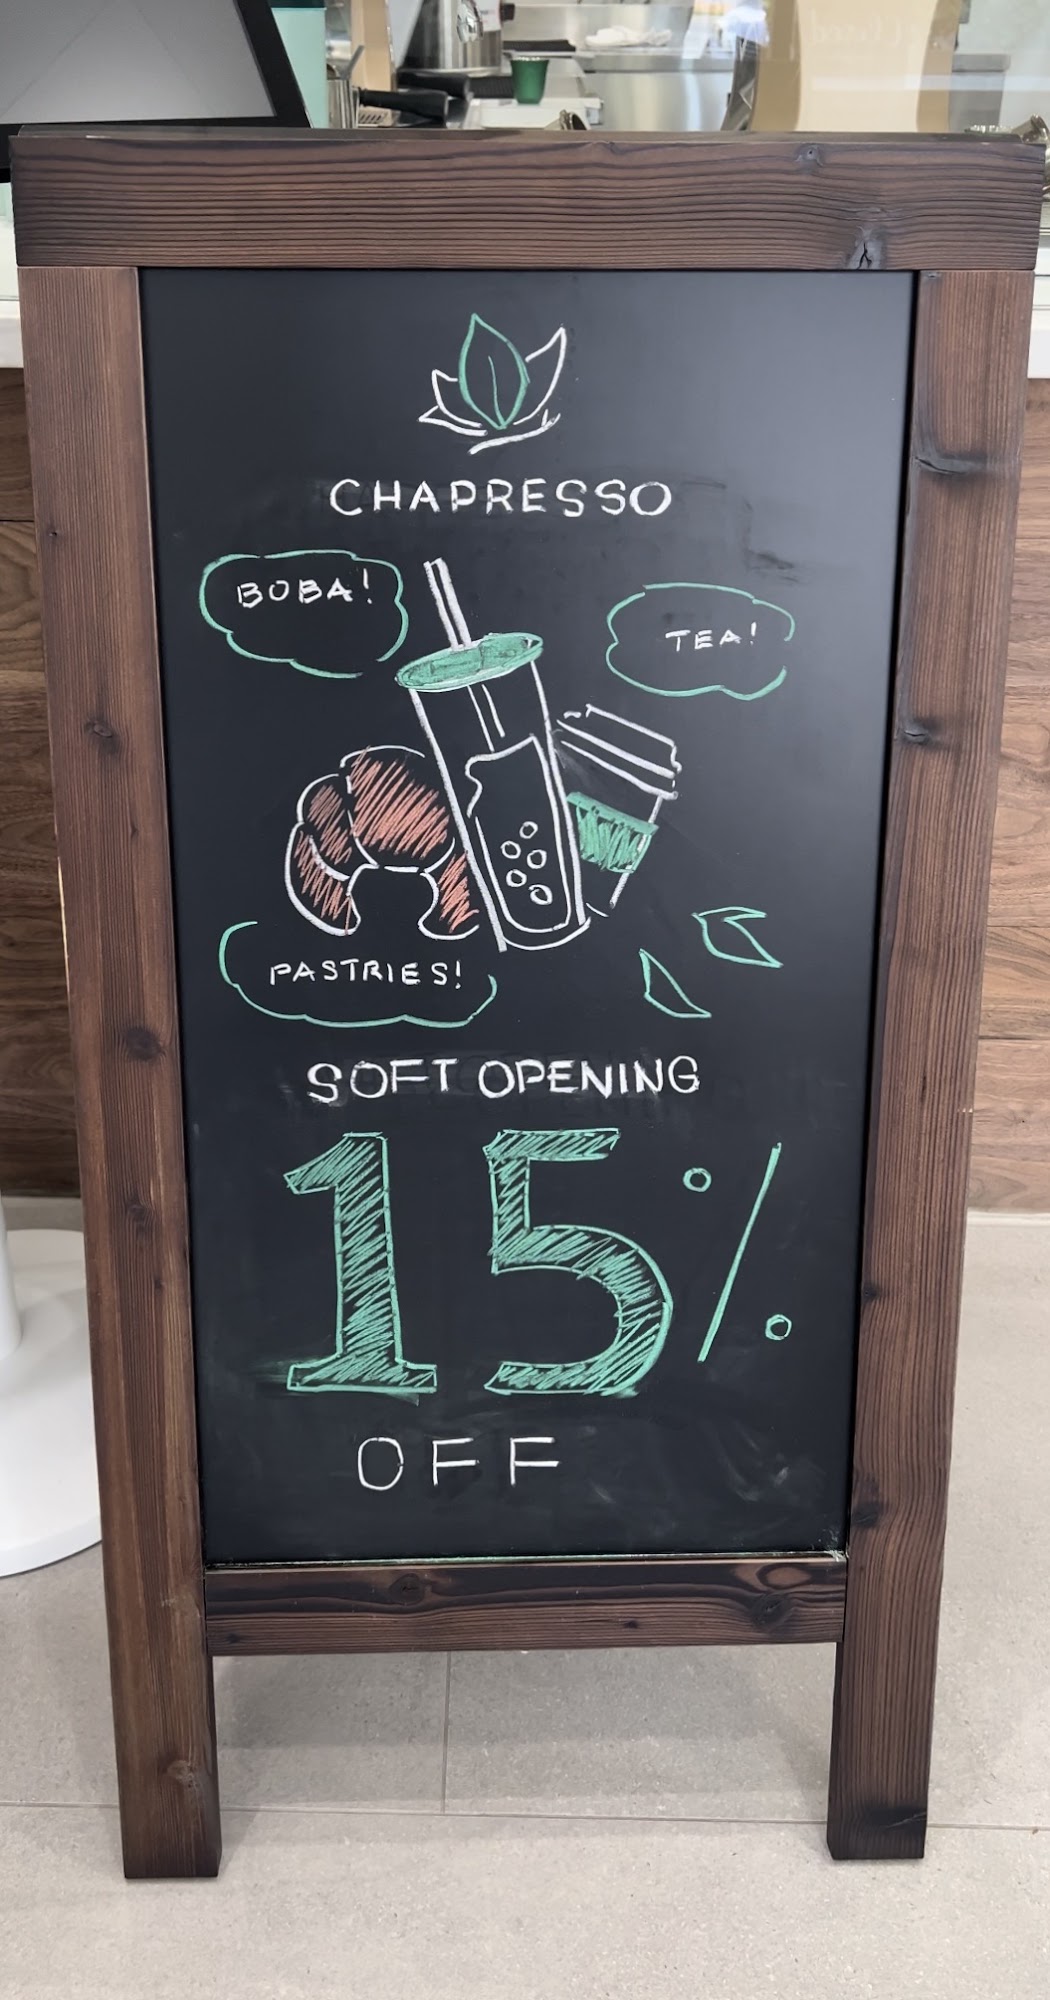 CHAPRESSO
BOBA!
TEA!
PASTRIES!
SOFT OPENING
15%
OFF